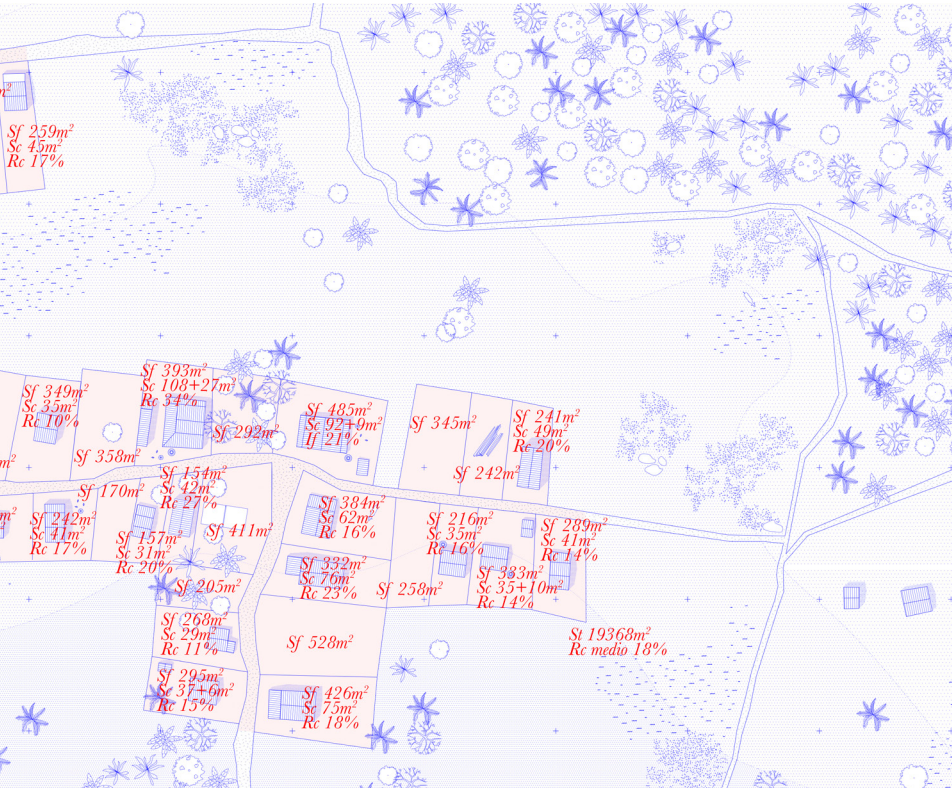 Sf 259m²
Sc 45m²
Rc 17%
Sf 349m²
Sc 35m²
Rc 10%
Sf 358m²
Sf 393m²
Sc 108+27m²
Rc 34%
Sf 292m²
Sf 485m²
Sc 92+9m²
If 21%
Sf 345m²
Sf 242m²
Sf 241m²
Sc 49m²
Rc 20%
Sf 170m²
Sf 154m²
Sc 42m²
Rc 27%
Sf 242m²
Sc 41m²
Rc 17%
Sf 157m²
Sc 31m²
Rc 20%
Sf 411m²
Sf 205m²
Sf 268m²
Sc 29m²
Rc 11%
Sf 295m²
Sc 37+6m²
Rc 15%
Sf 384m²
Sc 62m²
Rc 16%
Sf 332m²
Sc 76m²
Rc 23%
Sf 258m²
Sf 528m²
Sf 426m²
Sc 75m²
Rc 18%
Sf 216m²
Sc 35m²
Rc 16%
Sf 333m²
Sc 35+10m²
Rc 14%
Sf 289m²
Sc 41m²
Rc 14%
St 19368m²
Rc medio 18%